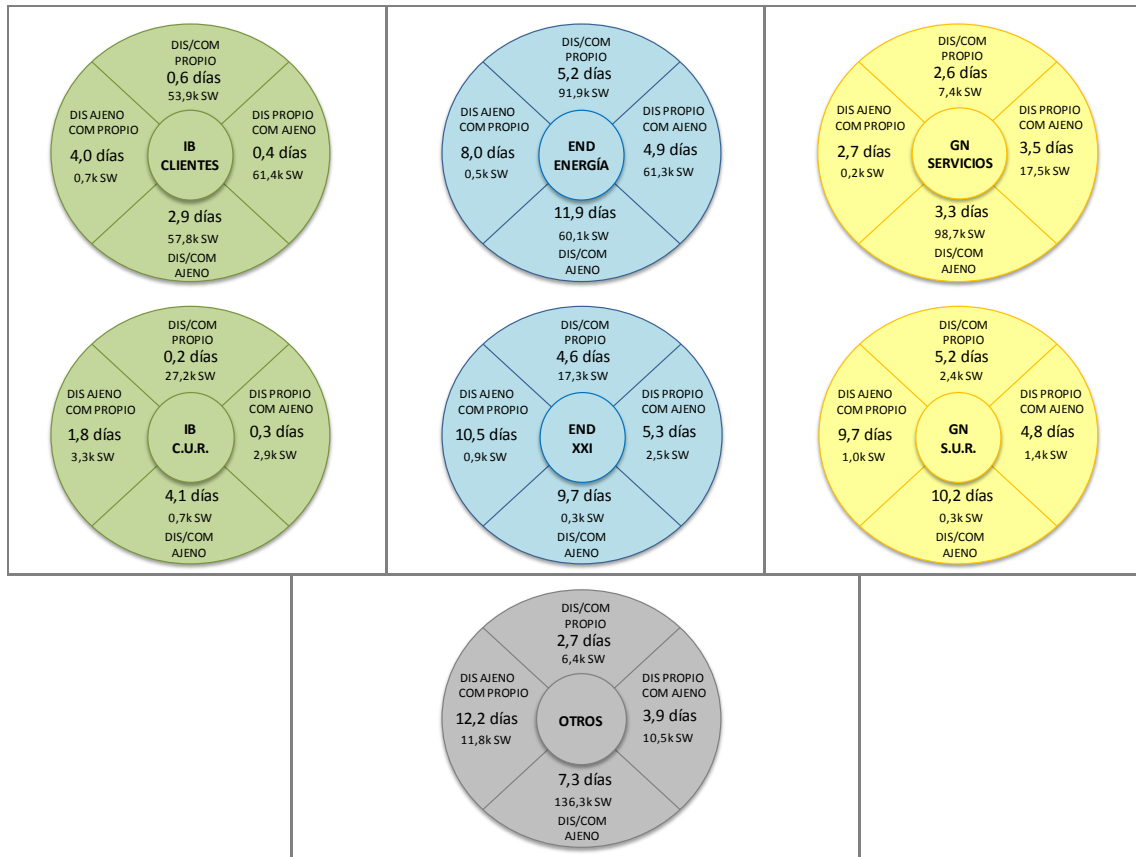 DIS/COM
PROPIO
0,6 días
53,9k SW
DIS AJENO
COM PROPIO
4,0 días
0,7k SW
IB
CLIENTES
DIS PROPIO
COM AJENO
0,4 días
61,4k SW
2,9 días
57,8k SW
DIS/COM
AJENO
DIS/COM
PROPIO
5,2 días
91,9k SW
DIS AJENO
COM PROPIO
8,0 días
0,5k SW
END
ENERGÍA
DIS PROPIO
COM AJENO
4,9 días
61,3k SW
11,9 días
60,1k SW
DIS/COM
AJENO
DIS/COM
PROPIO
2,6 días
7,4k SW
DIS AJENO
COM PROPIO
2,7 días
0,2k SW
GN
SERVICIOS
DIS PROPIO
COM AJENO
3,5 días
17,5k SW
3,3 días
98,7k SW
DIS/COM
AJENO
DIS/COM
PROPIO
0,2 días
27,2k SW
DIS AJENO
COM PROPIO
1,8 días
3,3k SW
IB
C.U.R.
DIS PROPIO
COM AJENO
0,3 días
2,9k SW
4,1 días
0,7k SW
DIS/COM
AJENO
DIS/COM
PROPIO
4,6 días
17,3k SW
DIS AJENO
COM PROPIO
10,5 días
0,9k SW
END
XXI
DIS PROPIO
COM AJENO
5,3 días
2,5k SW
9,7 días
0,3k SW
DIS/COM
AJENO
DIS/COM
PROPIO
5,2 días
2,4k SW
DIS AJENO
COM PROPIO
9,7 días
1,0k SW
GN
S.U.R.
DIS PROPIO
COM AJENO
4,8 días
1,4k SW
10,2 días
0,3k SW
DIS/COM
AJENO
DIS/COM
PROPIO
2,7 días
6,4k SW
DIS AJENO
COM PROPIO
12,2 días
11,8k SW
OTROS
DIS PROPIO
COM AJENO
3,9 días
10,5k SW
7,3 días
136,3k SW
DIS/COM
AJENO